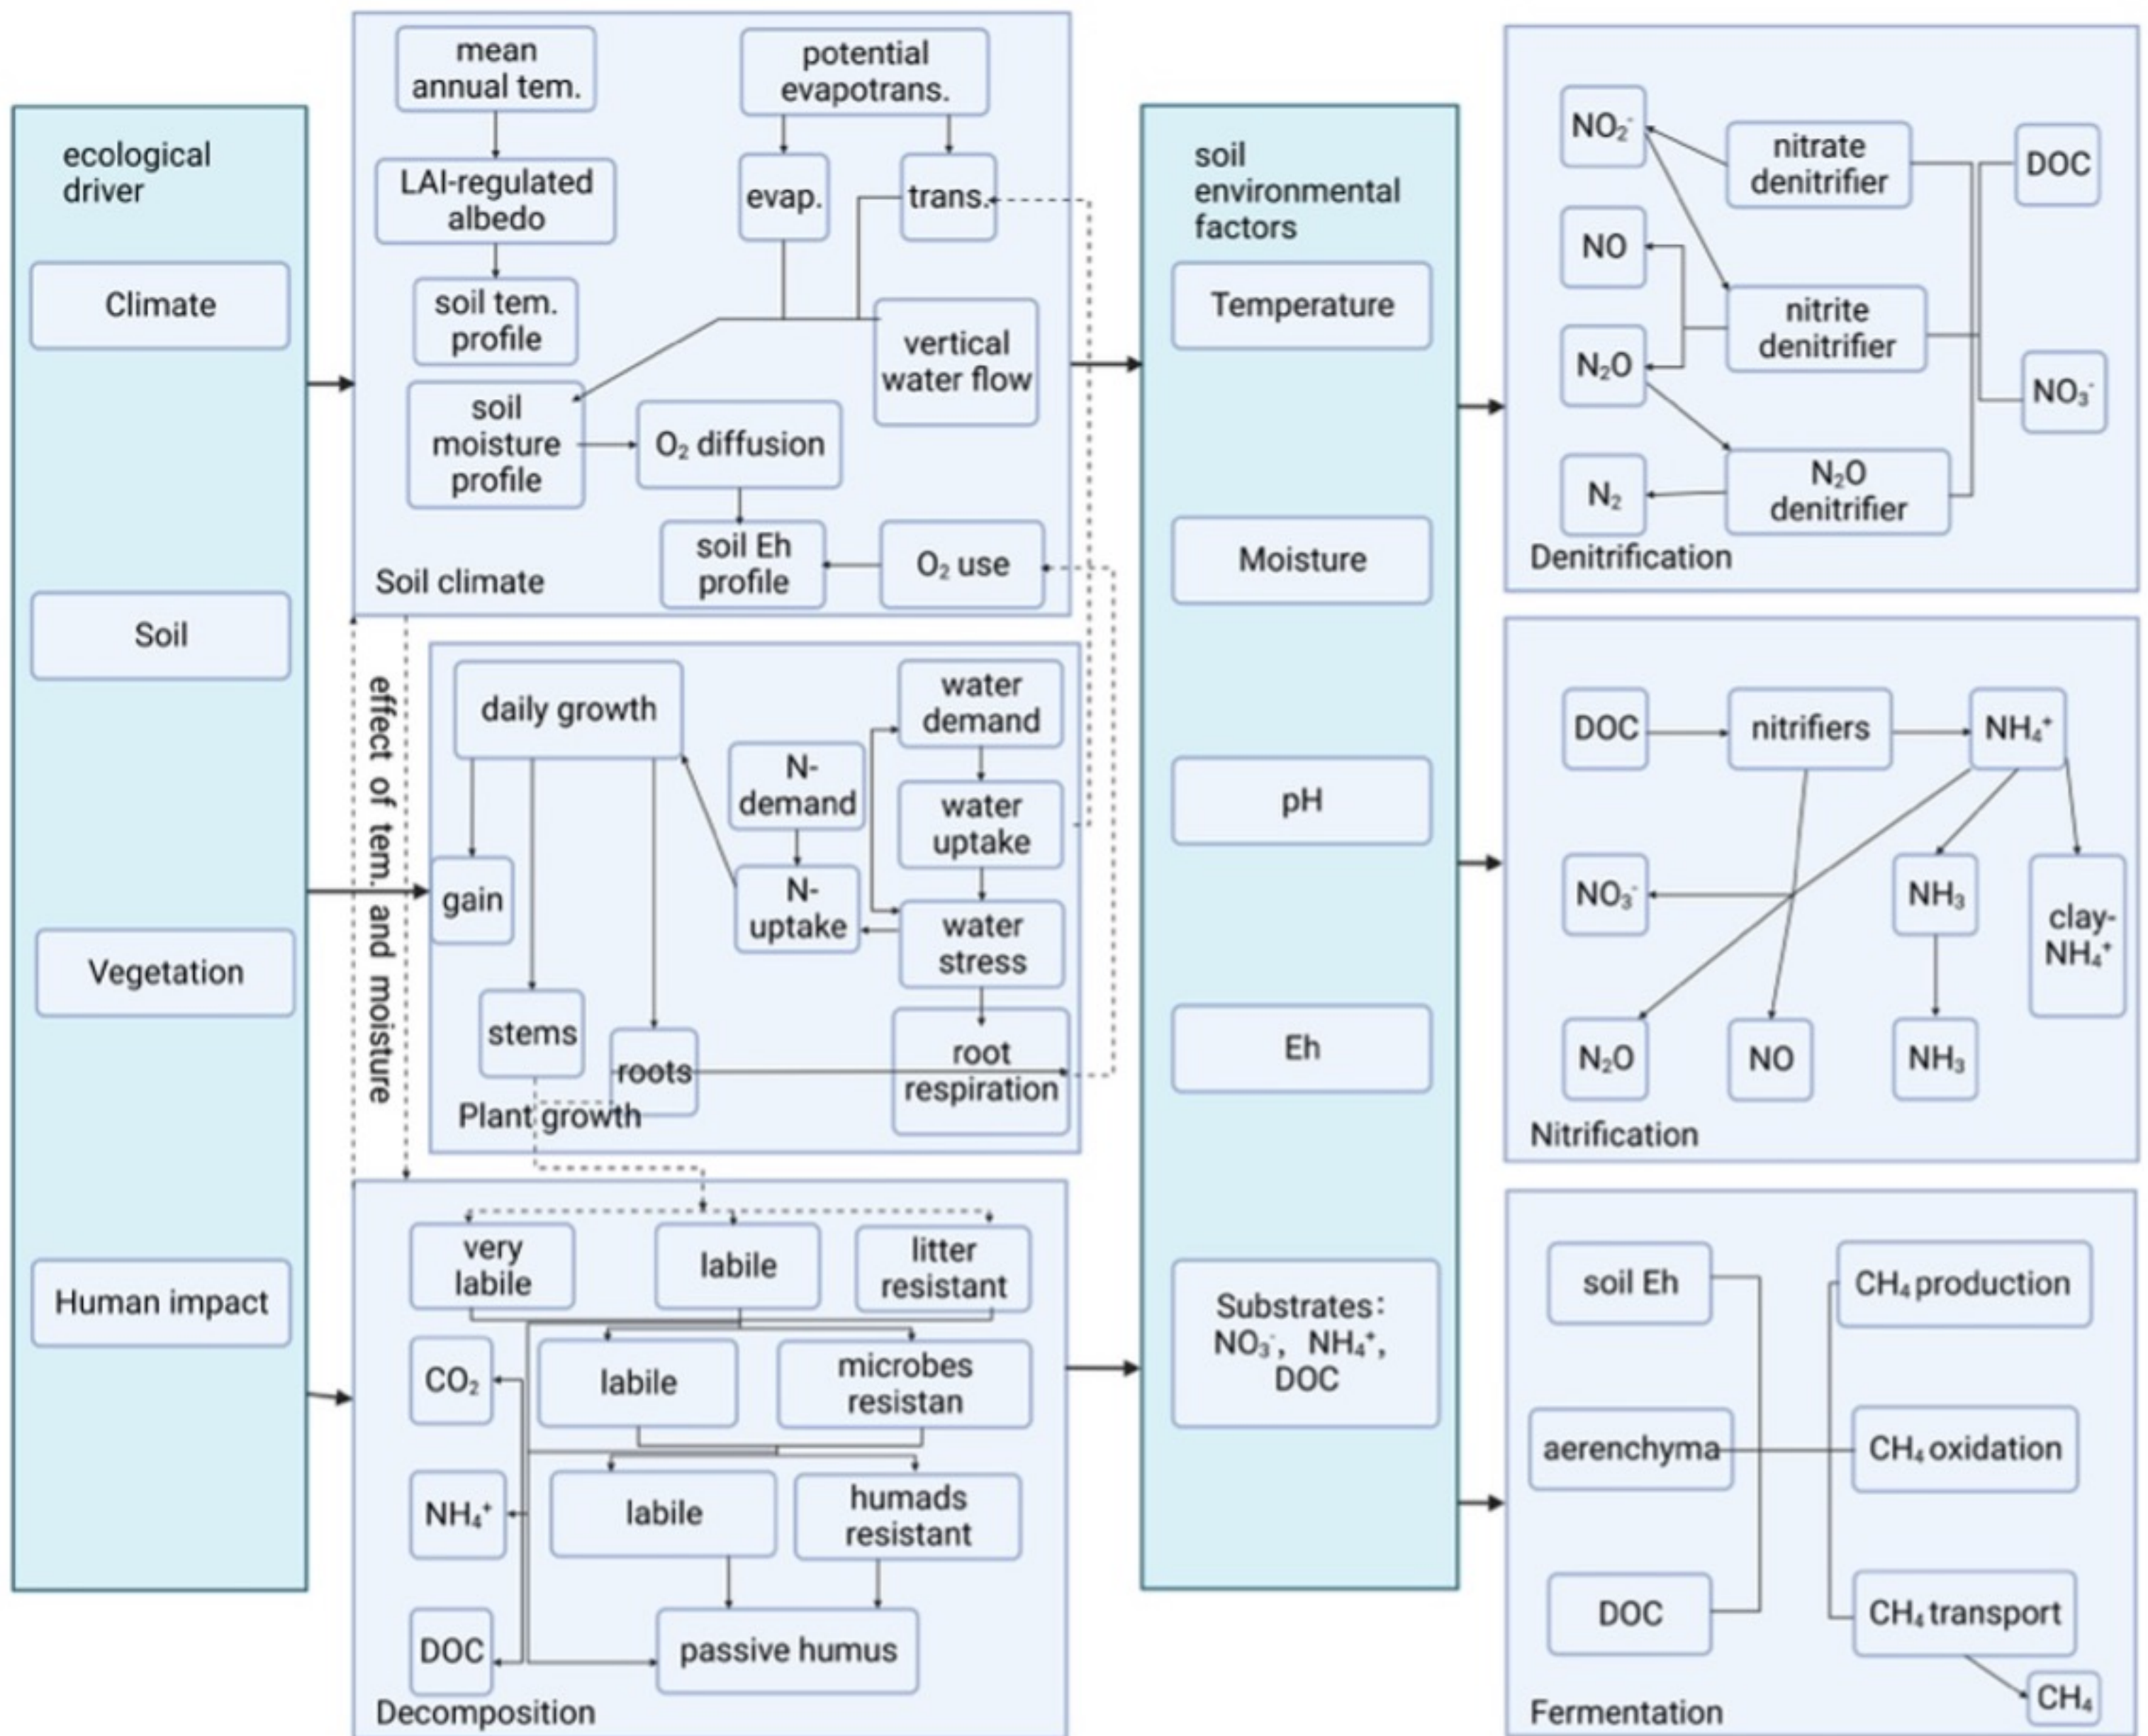 ecological
driver
Climate
Soil
Vegetation
Human impact
mean
annual tem.
LAI-regulated
albedo
soil tem.
profile
soil
moisture
profile
potential
evapotrans.
evap.
trans.
vertical
water flow
O₂ diffusion
soil Eh
profile
O₂ use
Soil climate
effect of tem. and moisture
daily growth
gain
stems
roots
N-
demand
N-
uptake
water
demand
water
uptake
water
stress
root
respiration
Plant growth
very
labile
labile
litter
resistant
CO₂
labile
microbes
resistan
NH₄⁺
labile
humads
resistant
DOC
passive humus
Decomposition
soil
environmental
factors
Temperature
Moisture
pH
Eh
Substrates:
NO₃⁻, NH₄⁺,
DOC
NO₂⁻
nitrate
denitrifier
DOC
NO
nitrite
denitrifier
N₂O
NO₃⁻
N₂
N₂O
denitrifier
Denitrification
DOC
nitrifiers
NH₄⁺
NO₃⁻
NH₃
clay-
NH₄⁺
N₂O
NO
NH₃
Nitrification
soil Eh
CH₄ production
aerenchyma
CH₄ oxidation
DOC
CH₄ transport
CH₄
Fermentation